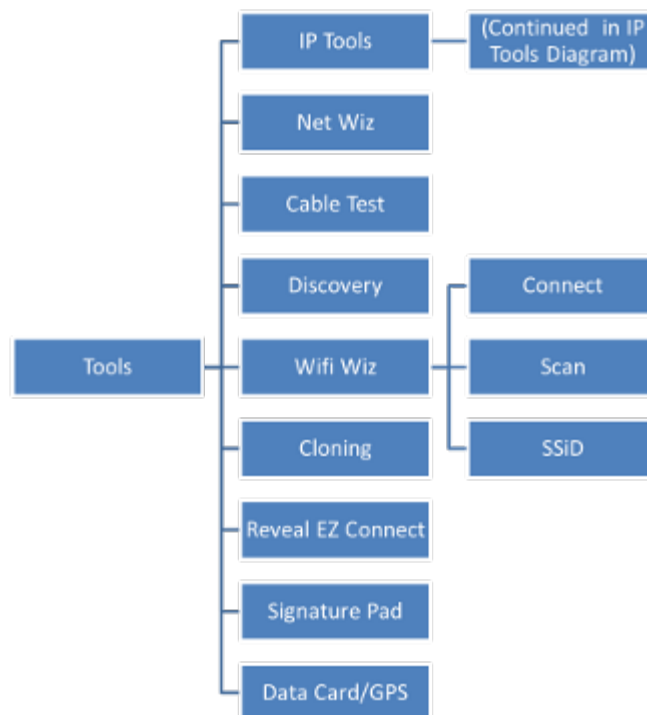 IP Tools
(Continued in IP
Tools Diagram)
Net Wiz
Cable Test
Discovery
Connect
Tools
Wifi Wiz
Scan
Cloning
SSiD
Reveal EZ Connect
Signature Pad
Data Card/GPS